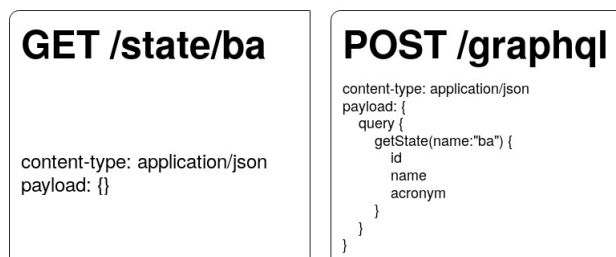 GET /state/ba
content-type: application/json
payload: {}
POST /graphql
content-type: application/json
payload: {
query {
getState(name:"ba") {
id
name
acronym
}
}
}